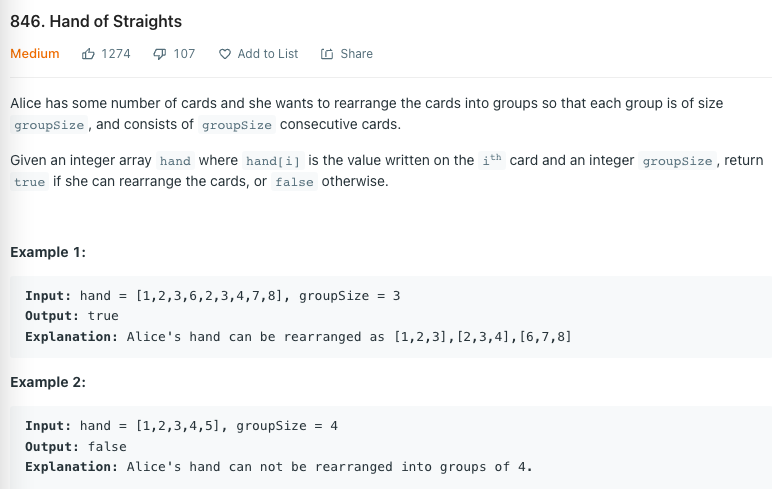 846. Hand of Straights
Medium 1274 107 Add to List Share
Alice has some number of cards and she wants to rearrange the cards into groups so that each group is of size
groupSize , and consists of groupSize consecutive cards.
Given an integer array hand where hand[i] is the value written on the ith card and an integer groupSize , return
true if she can rearrange the cards, or false otherwise.
Example 1:
Input: hand = [1,2,3,6,2,3,4,7,8], groupSize = 3
Output: true
Explanation: Alice's hand can be rearranged as [1,2,3],[2,3,4],[6,7,8]
Example 2:
Input: hand = [1,2,3,4,5], groupSize = 4
Output: false
Explanation: Alice's hand can not be rearranged into groups of 4.